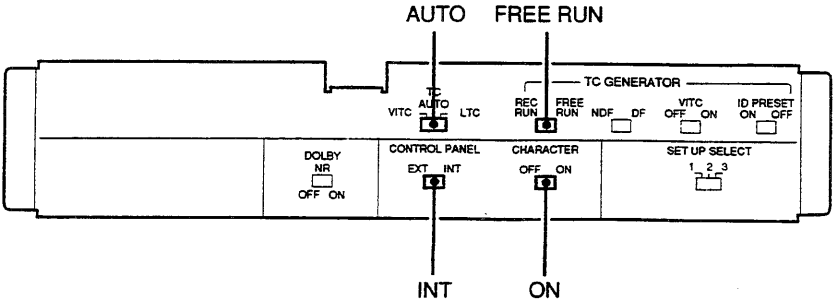 AUTO FREE RUN
TC GENERATOR
TC
AUTO
VITC LTC
REC RUN FREE RUN
NDF DF
VITC
OFF ON
ID PRESET
ON OFF
DOLBY
NR
OFF ON
CONTROL PANEL
EXT INT
CHARACTER
OFF ON
SET UP SELECT
1 2 3
INT ON